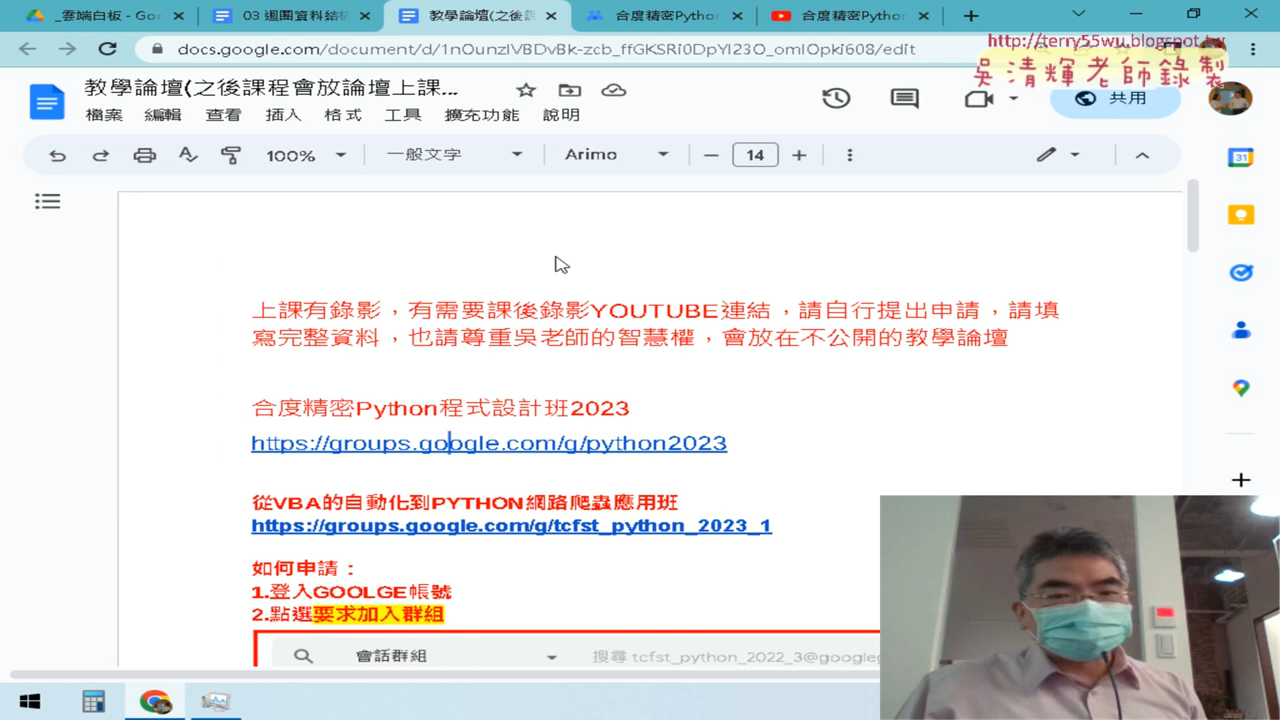 _雲端白板 - Goo
03 週圍資料結構
教學論壇(之後課
合度精密Python
合度精密Python
docs.google.com/document/d/
http://terry55wu.blogspot.tw
吳清輝老師錄製
教學論壇(之後課程會放論壇上課...
共用
檔案 編輯 查看 插入 格式 工具 擴充功能 說明
100% 一般文字 Arimo 14
31
上課有錄影，有需要課後錄影YOUTUBE連結，請自行提出申請，請填
寫完整資料，也請尊重吳老師的智慧權，會放在不公開的教學論壇
合度精密Python程式設計班2023
https://groups.google.com/g/python2023
從VBA的自動化到PYTHON網路爬蟲應用班
https://groups.google.com/g/tcfst_python_2023_1
如何申請：
1.登入GOOLGE帳號
2.點選要求加入群組
會話群組 搜尋 tcfst_python_2022_3@googleg